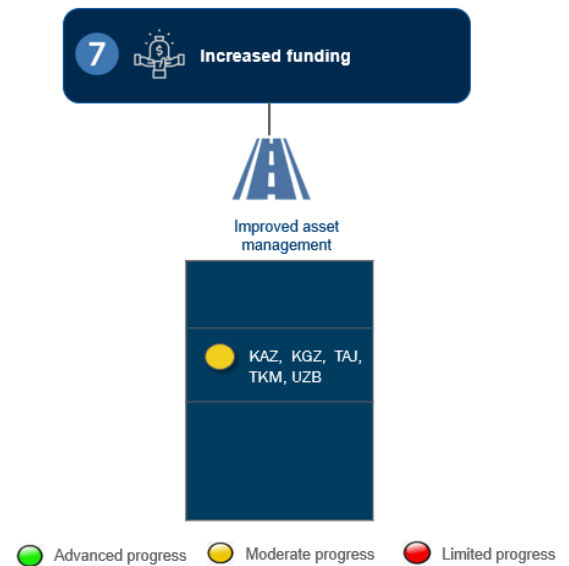 7 Increased funding
Improved asset
management
KAZ, KGZ, TAJ,
TKM, UZB
Advanced progress Moderate progress Limited progress